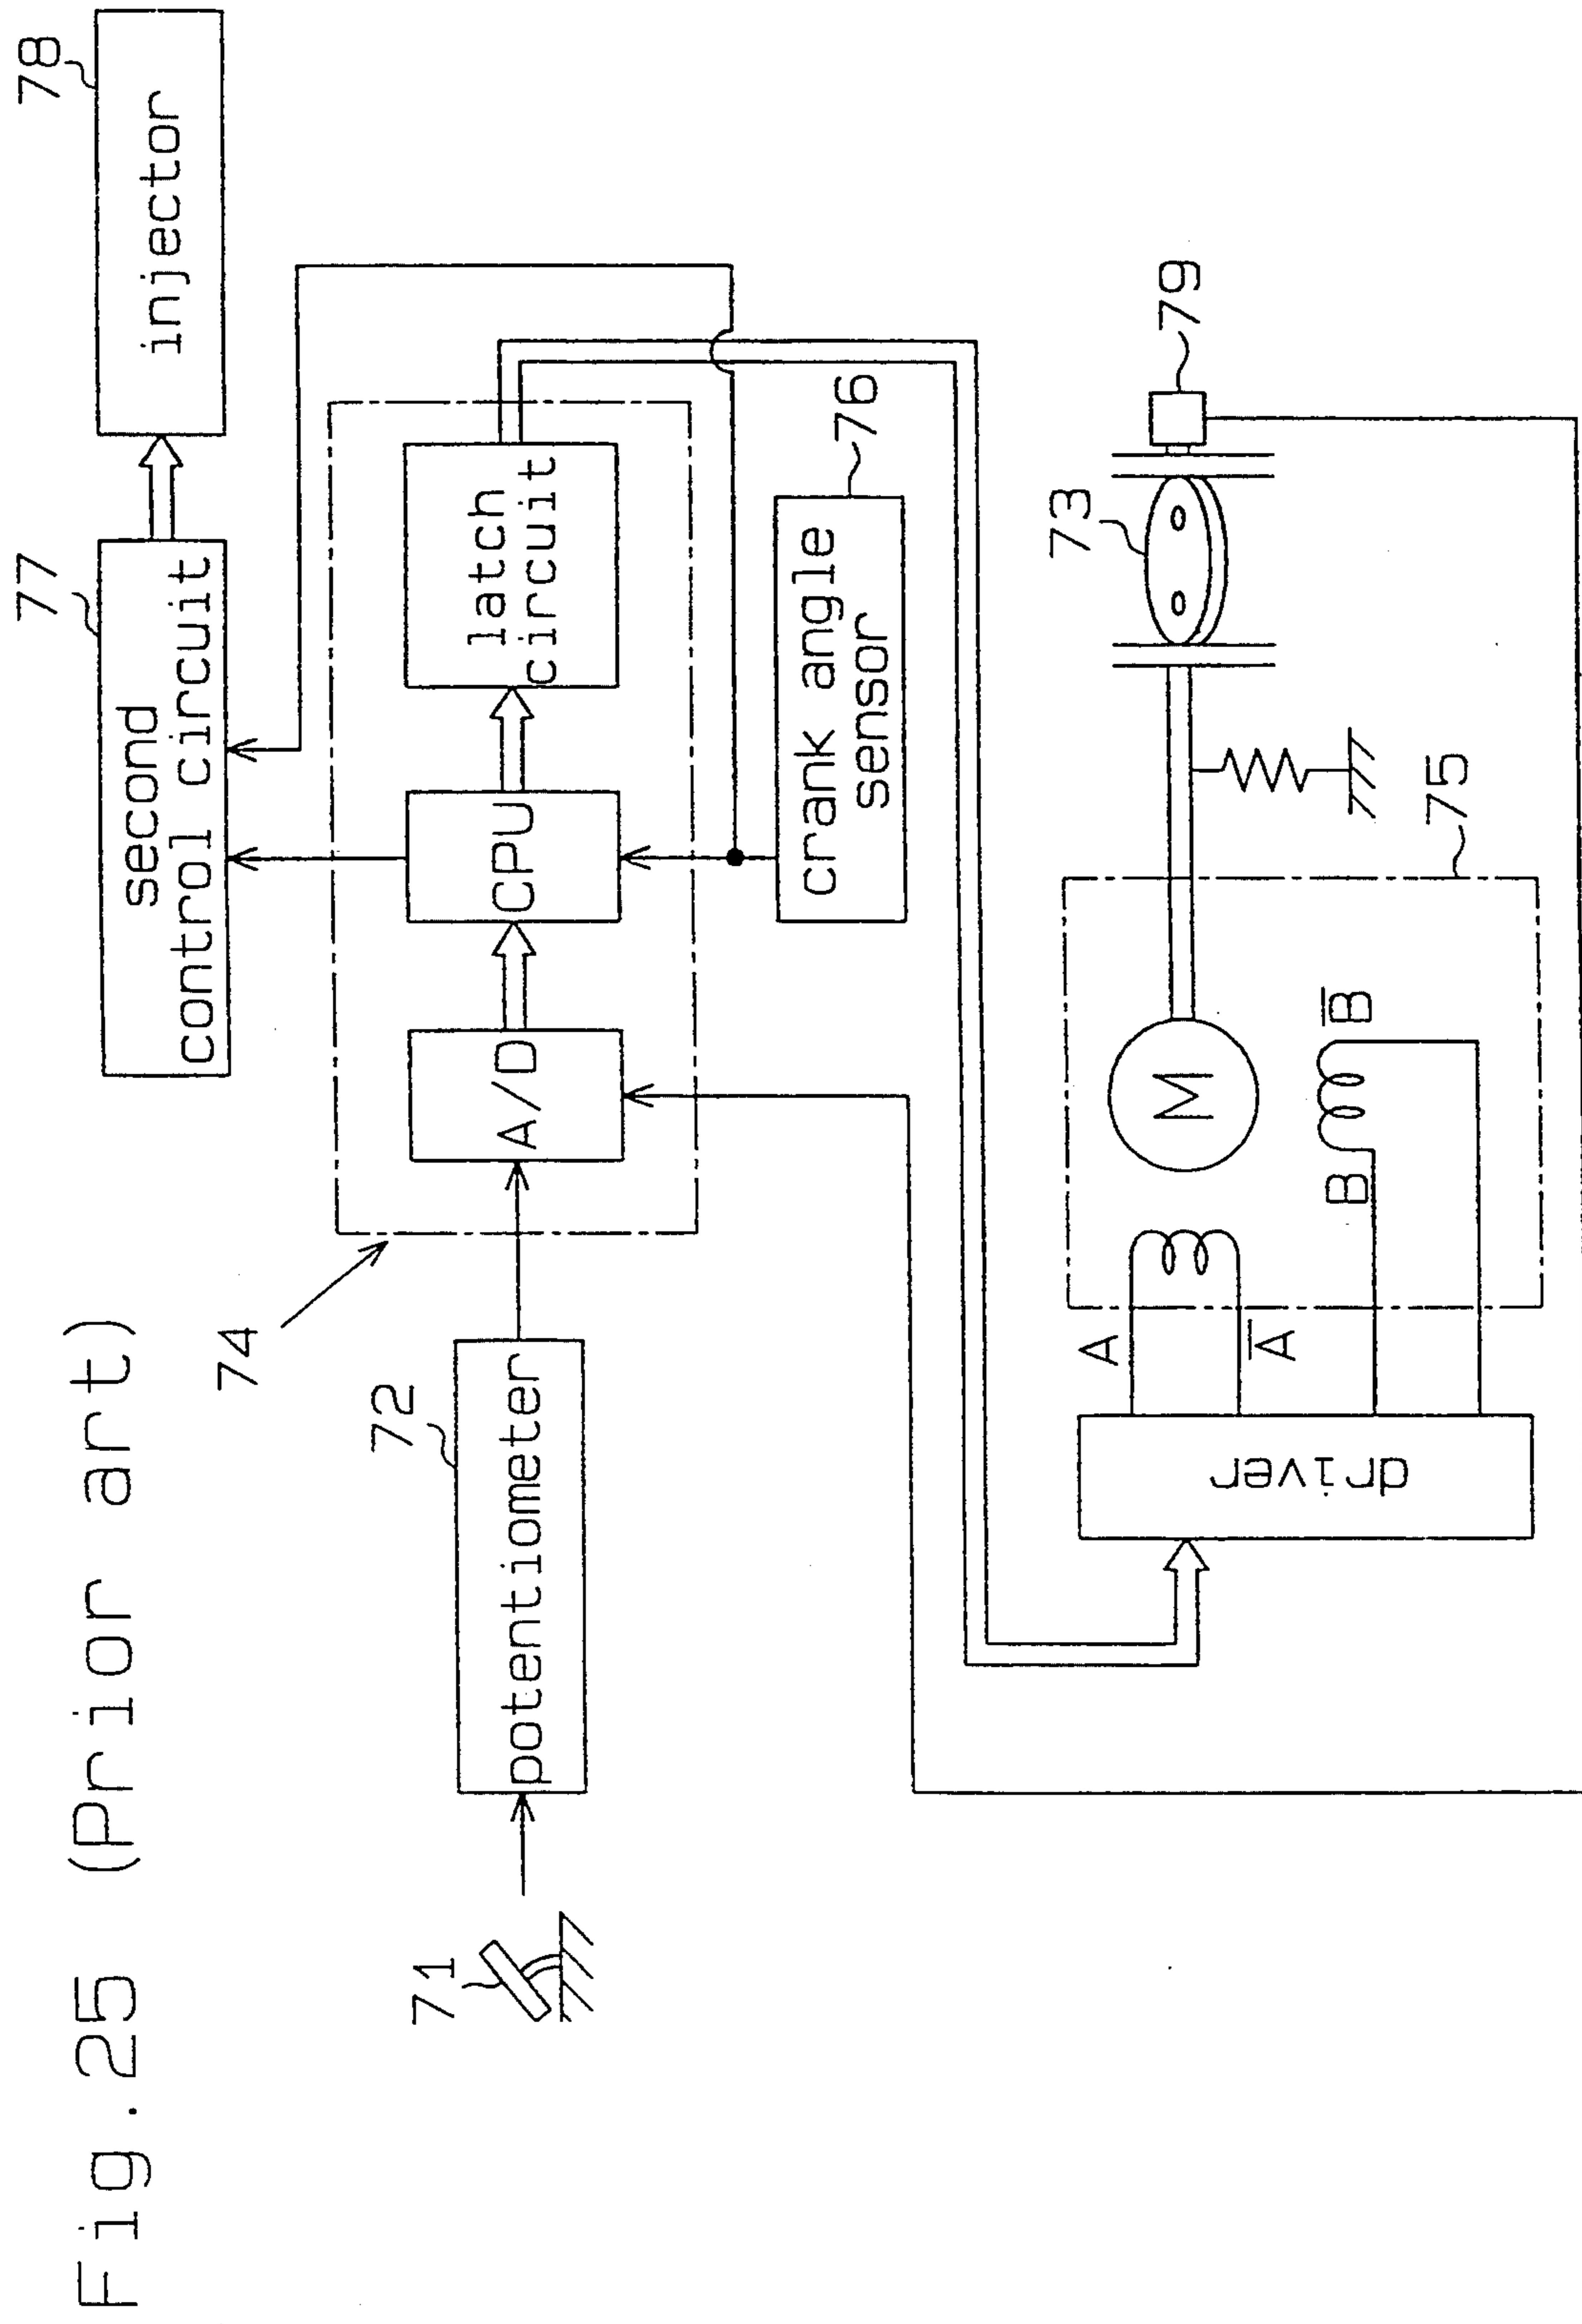 Fig.25 (Prior art)
77
78
second
control circuit
injector
74
72
71
potentiometer
A/D
CPU
latch
circuit
76
crank angle
sensor
73
79
75
driver
A
A̅
M
B
B̅